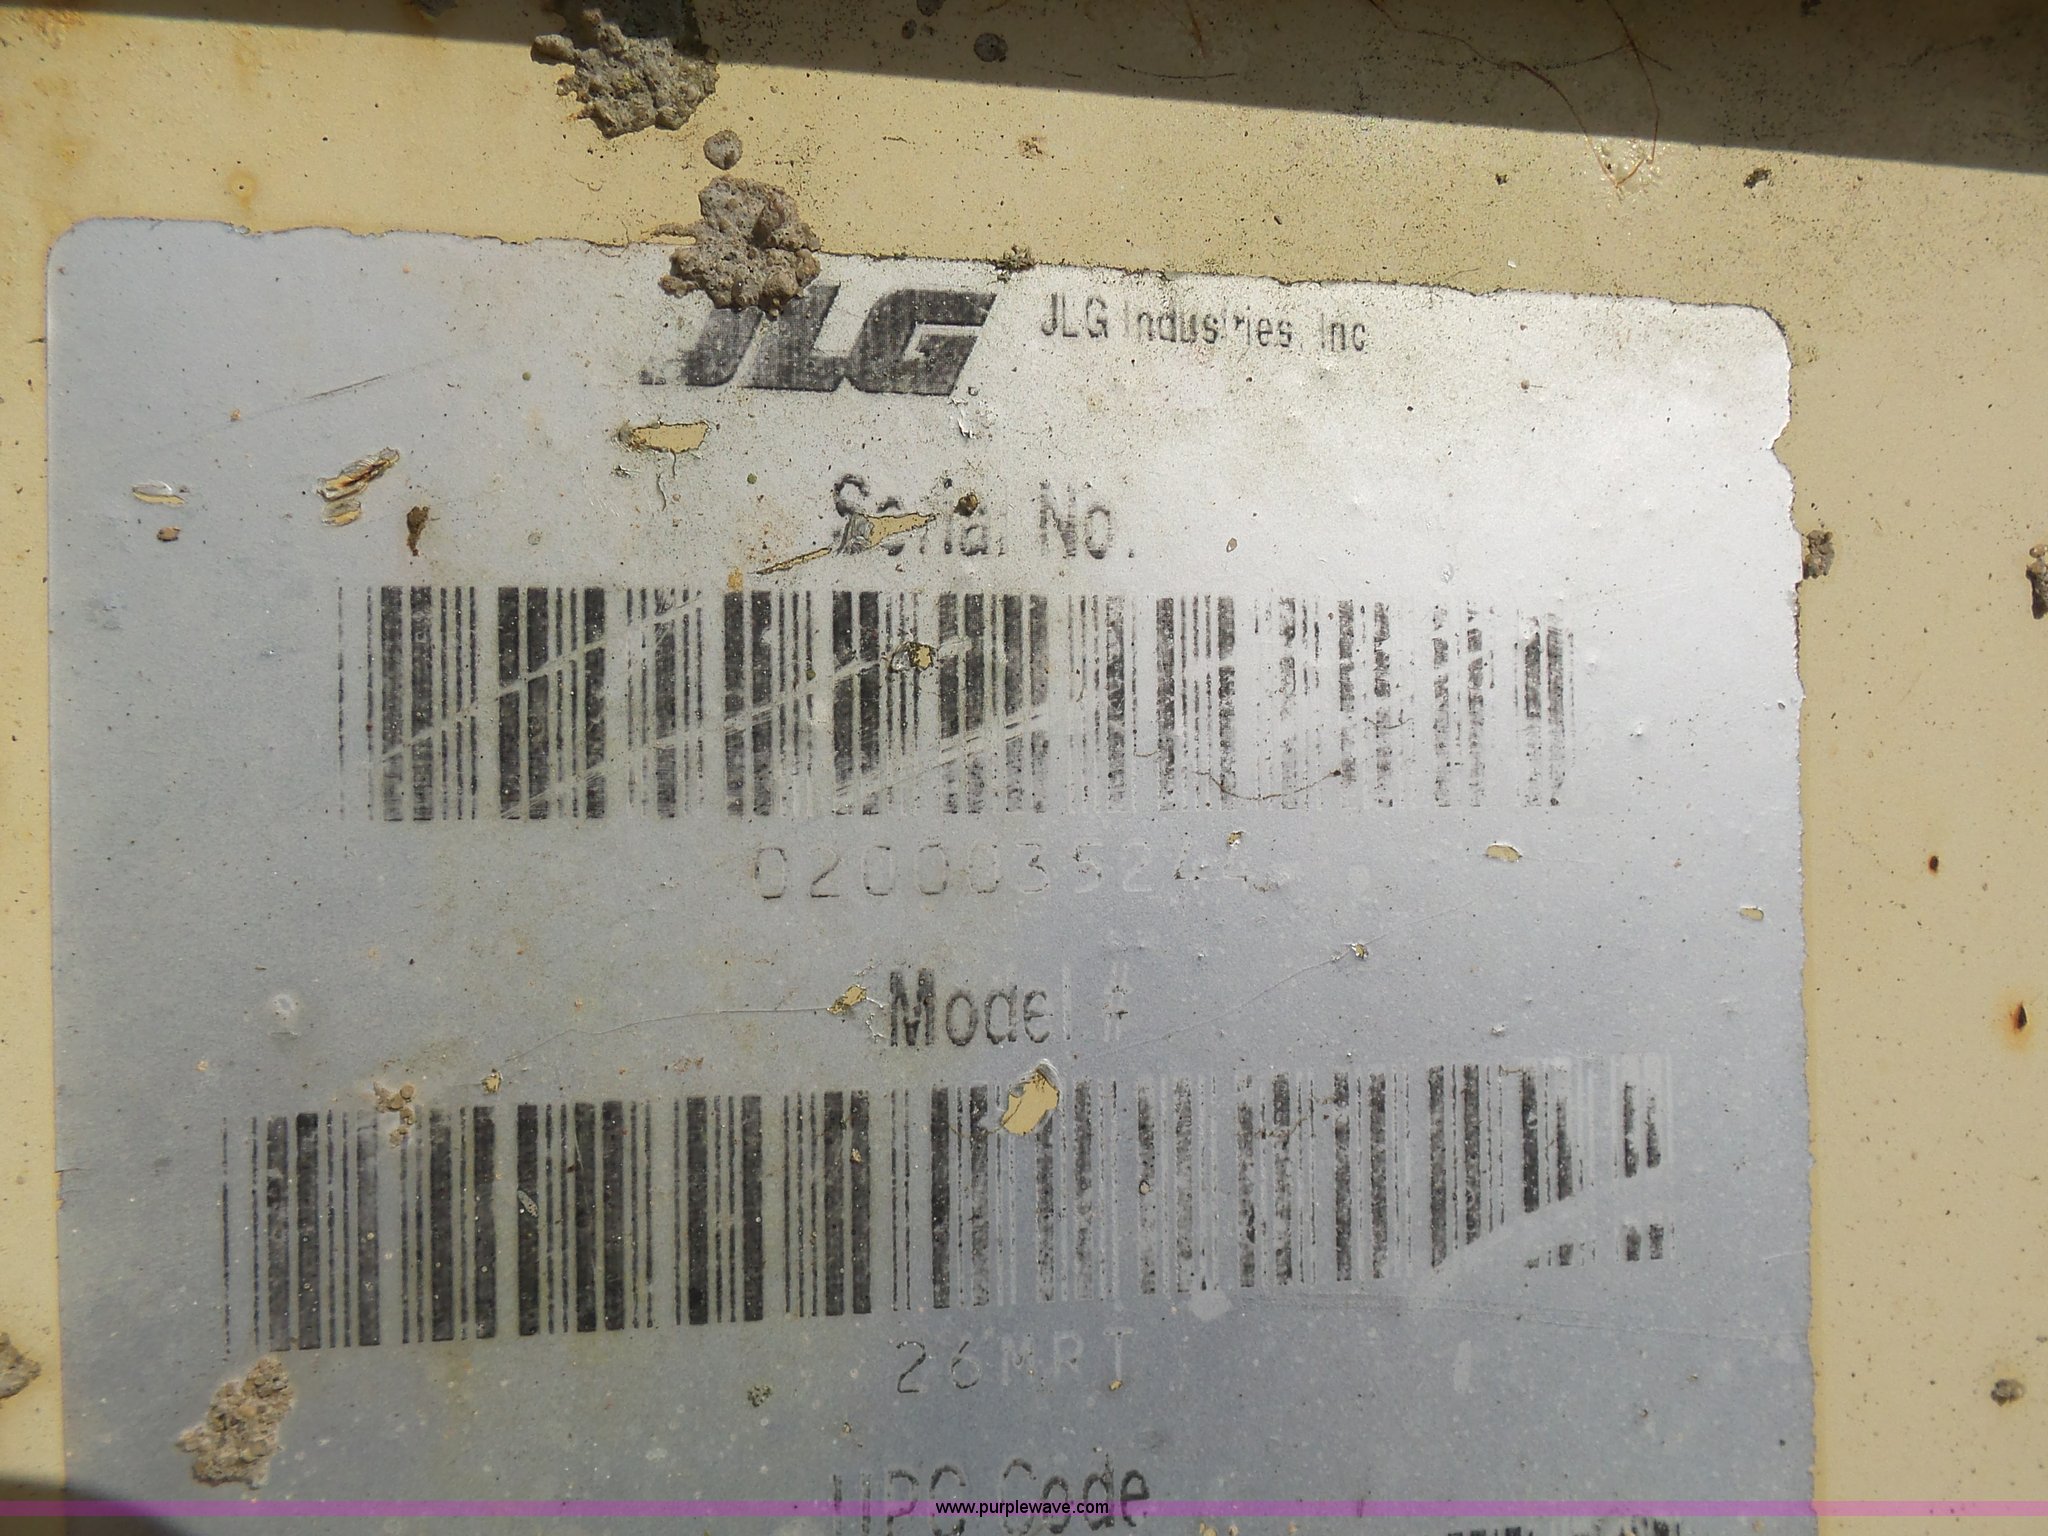 JLG JLG Industries, Inc
Serial No.
0200035244
Model #
26MRT
UPC Code
www.purplewave.com